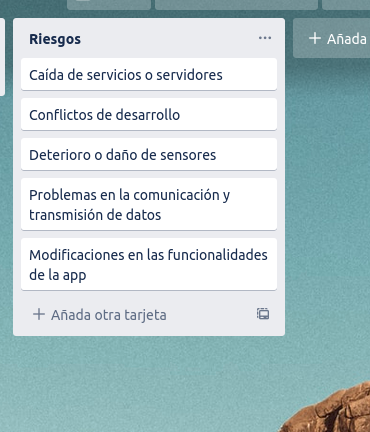 Riesgos
Añada
Caída de servicios o servidores
Conflictos de desarrollo
Deterioro o daño de sensores
Problemas en la comunicación y
transmisión de datos
Modificaciones en las funcionalidades
de la app
Añada otra tarjeta